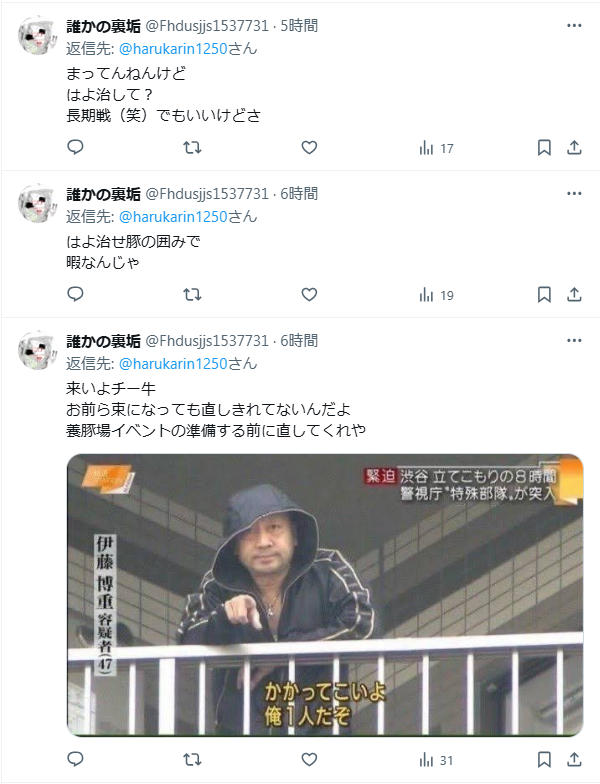 誰かの裏垢 @Fhdusjjs1537731 · 5時間
返信先: @harukarin1250さん
まってんねんけど
はよ治して？
長期戦（笑）でもいいけどさ
17
誰かの裏垢 @Fhdusjjs1537731 · 6時間
返信先: @harukarin1250さん
はよ治せ豚の囲みで
暇なんじゃ
19
誰かの裏垢 @Fhdusjjs1537731 · 6時間
返信先: @harukarin1250さん
来いよチー牛
お前ら束になっても直しきれてないんだよ
養豚場イベントの準備する前に直してくれや
緊迫 渋谷 立てこもりの8時間
警視庁“特殊部隊„が突入
伊藤 博重 容疑者(47)
かかってこいよ
俺1人だぞ
31